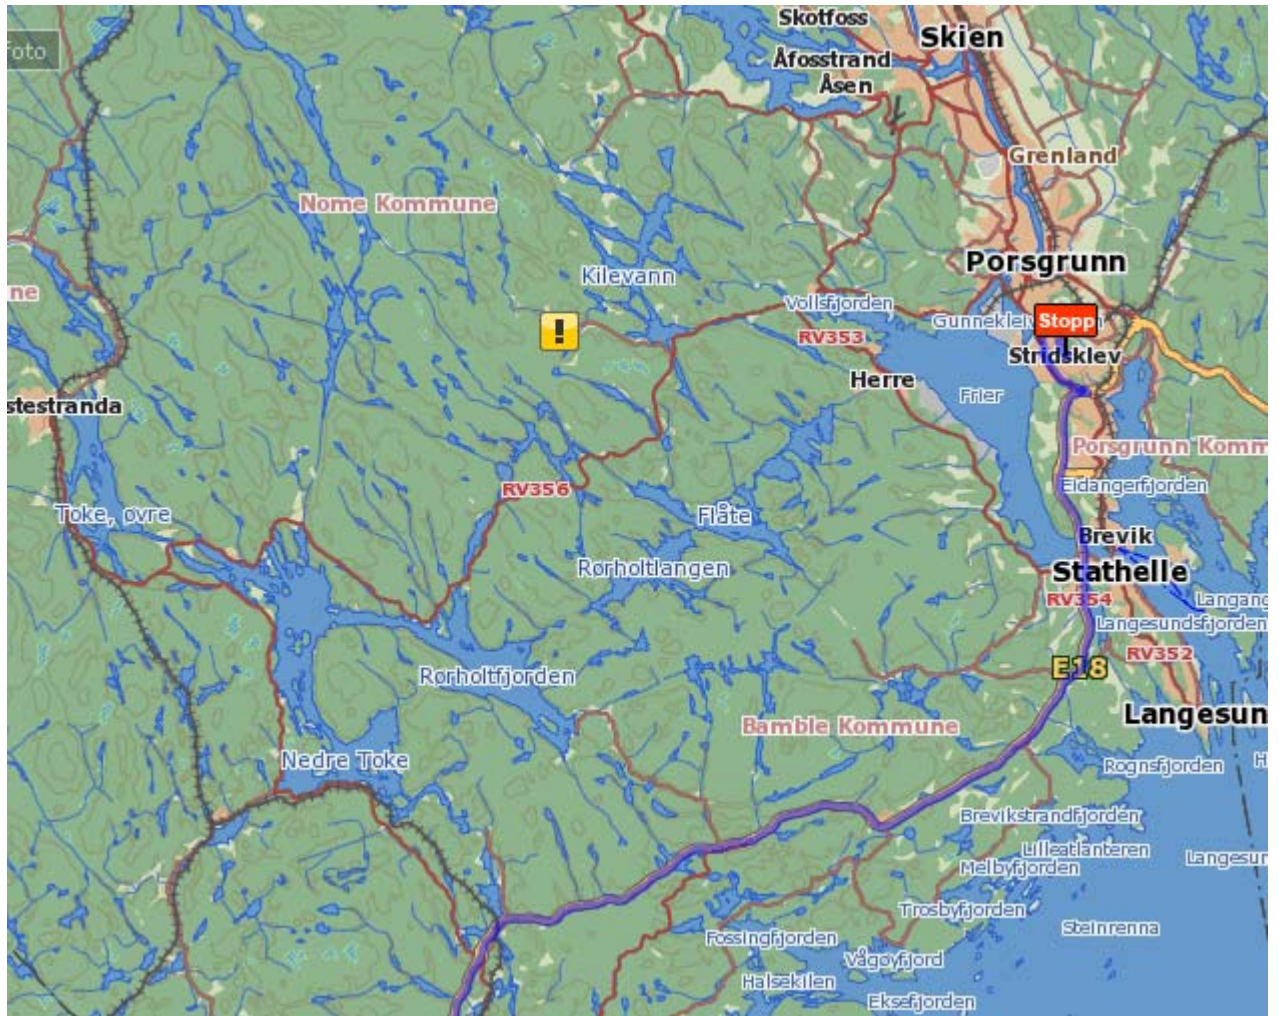 Skotfoss
Skien
foto
Åfosstrand
Åsen
Grenland
Nome Kommune
Porsgrunn
Kilevann
ne
Vollsfjorden
Stopp
!
RV353
Stridsklev
Herre
Frier
stestranda
Porsgrunn Komm
RV356
Eidangerfjorden
Toke, øvre
Flåte
Brevik
Rørholtlangen
Stathelle
RV354
Langang
Langesundsfjorden
RV352
E18
Rørholtfjorden
Langesun
Bamble Kommune
Nedre Toke
Rognsfjorden
H
Brevikstrandfjorden
Lilleatlanteren
Langesun
Melbyfjorden
Trosbyfjorden
Steinrenna
Fossingfjorden
Vågøyfjord
Halsekilen
Eksefjorden